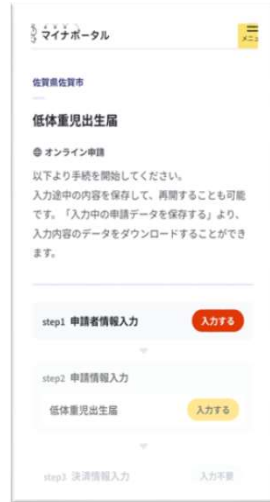 マイナポータル
メニュー
佐賀県佐賀市
低体重児出生届
オンライン申請
以下より手続を開始してください。
入力途中の内容を保存して、再開することも可能
です。「入力中の申請データを保存する」より、
入力内容のデータをダウンロードすることができ
ます。
step1 申請者情報入力
入力する
step2 申請情報入力
低体重児出生届
入力する
step3 決済情報入力
入力不要